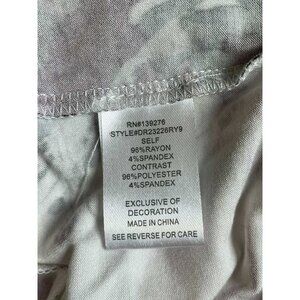 RN#139276
STYLE#DR23226RY9
SELF
96%RAYON
4%SPANDEX
CONTRAST
96%POLYESTER
4%SPANDEX
EXCLUSIVE OF
DECORATION
MADE IN CHINA
SEE REVERSE FOR CARE